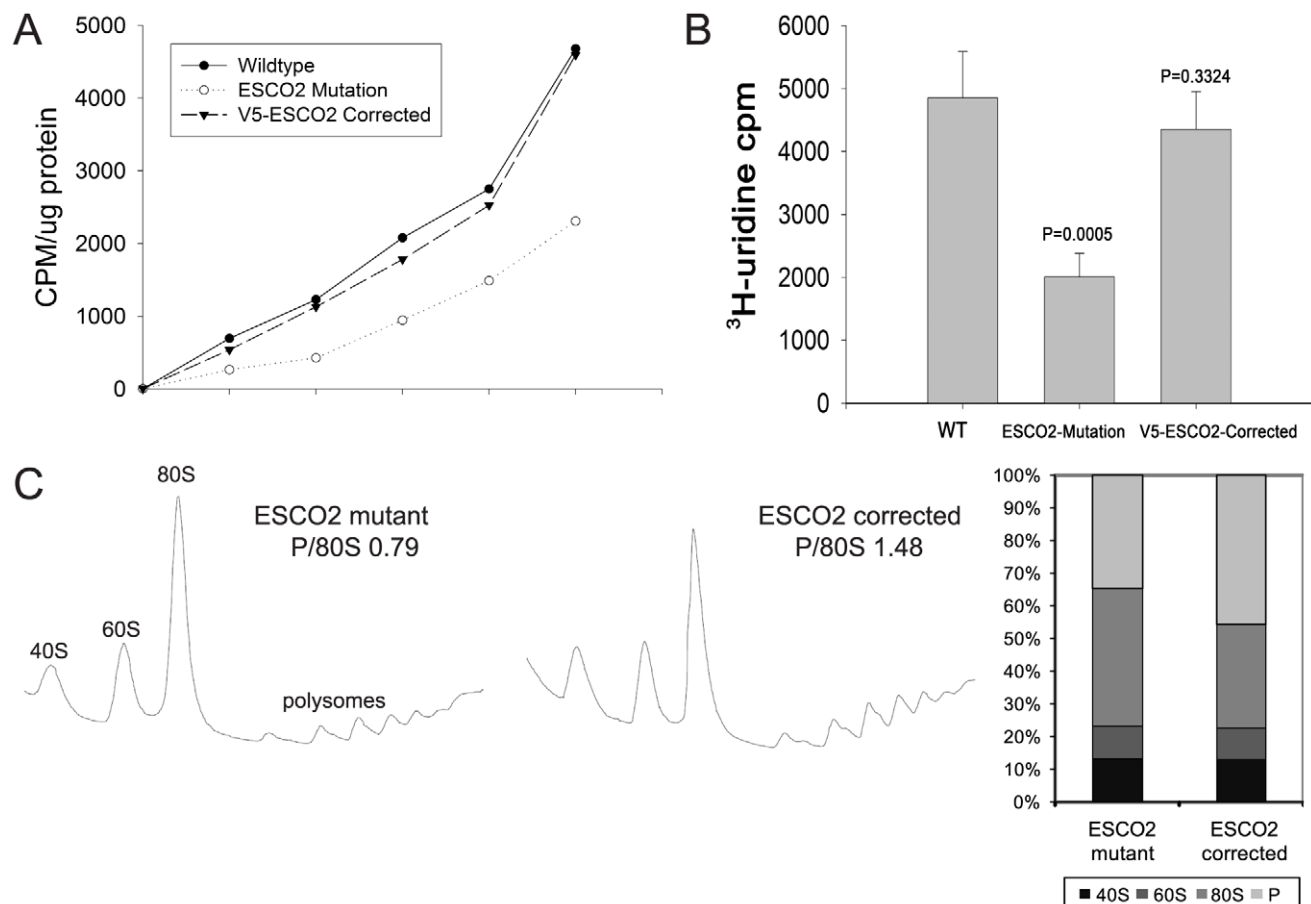 A
5000
4000
3000
2000
1000
0
CPM/ug protein
Wildtype
ESCO2 Mutation
V5-ESCO2 Corrected
B
6000
5000
4000
3000
2000
1000
0
³H-uridine cpm
P=0.0005
P=0.3324
WT
ESCO2-Mutation
V5-ESCO2-Corrected
C
40S
60S
80S
polysomes
ESCO2 mutant
P/80S 0.79
ESCO2 corrected
P/80S 1.48
100%
90%
80%
70%
60%
50%
40%
30%
20%
10%
0%
ESCO2
mutant
ESCO2
corrected
40S 60S 80S P